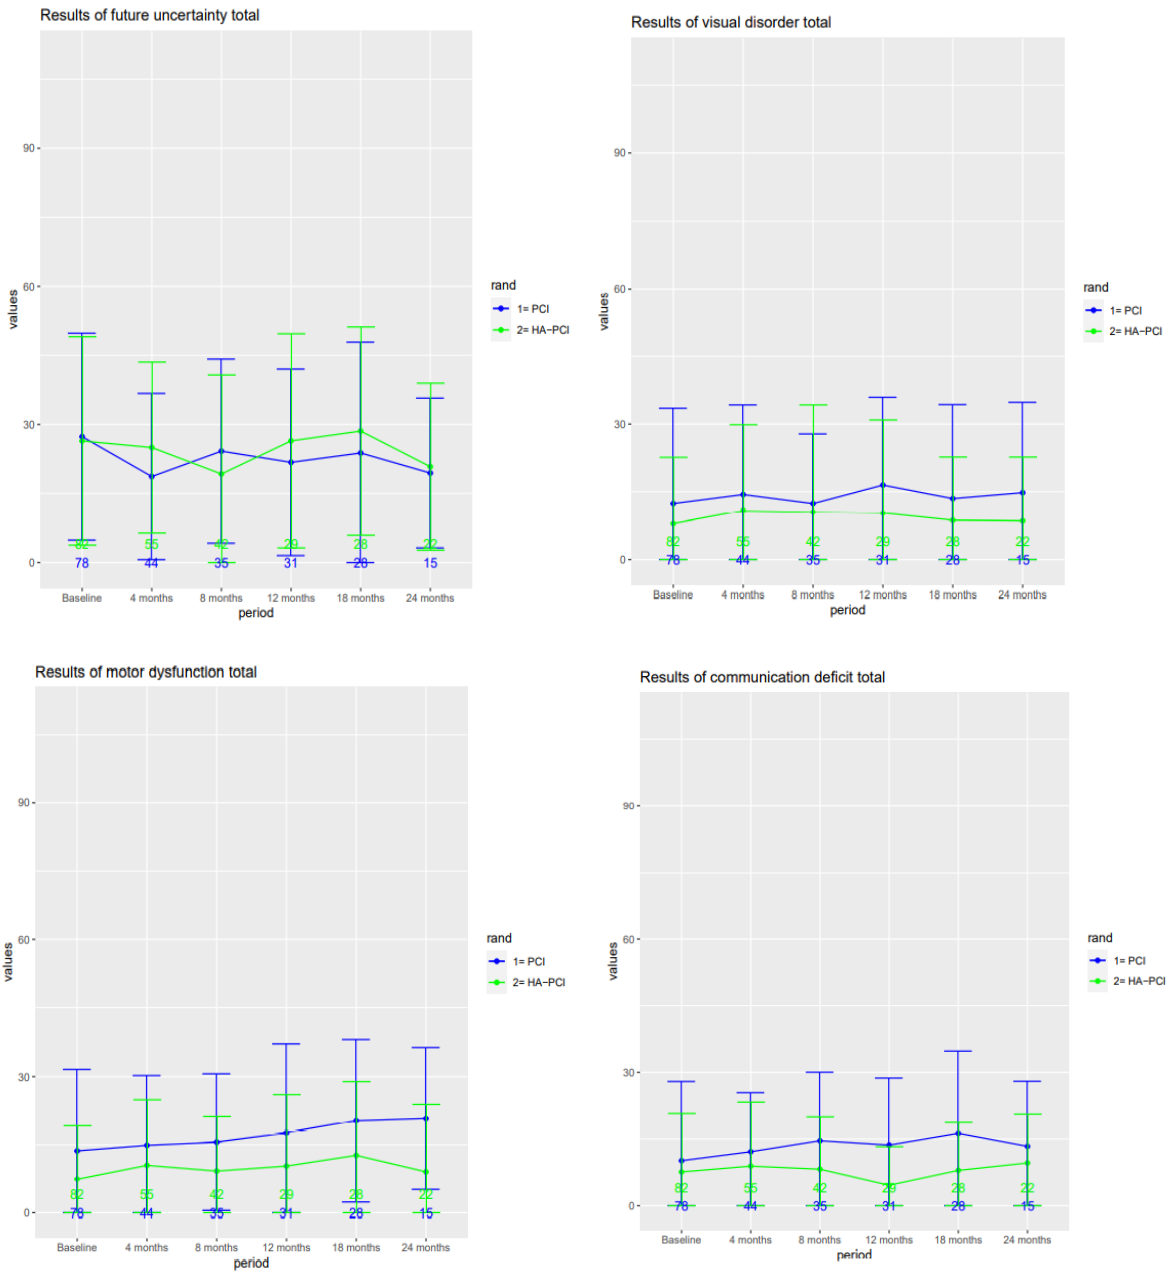 Results of future uncertainty total
90
60
30
0
values
82 55 42 29 28 22
78 44 35 31 28 15
Baseline 4 months 8 months 12 months 18 months 24 months
period
rand
1= PCI
2= HA-PCI
Results of visual disorder total
90
60
30
0
values
82 55 42 29 28 22
78 44 35 31 28 15
Baseline 4 months 8 months 12 months 18 months 24 months
period
rand
1= PCI
2= HA-PCI
Results of motor dysfunction total
90
60
30
0
values
82 55 42 29 28 22
78 44 35 31 28 15
Baseline 4 months 8 months 12 months 18 months 24 months
period
rand
1= PCI
2= HA-PCI
Results of communication deficit total
90
60
30
0
values
82 55 42 29 28 22
78 44 35 31 28 15
Baseline 4 months 8 months 12 months 18 months 24 months
period
rand
1= PCI
2= HA-PCI